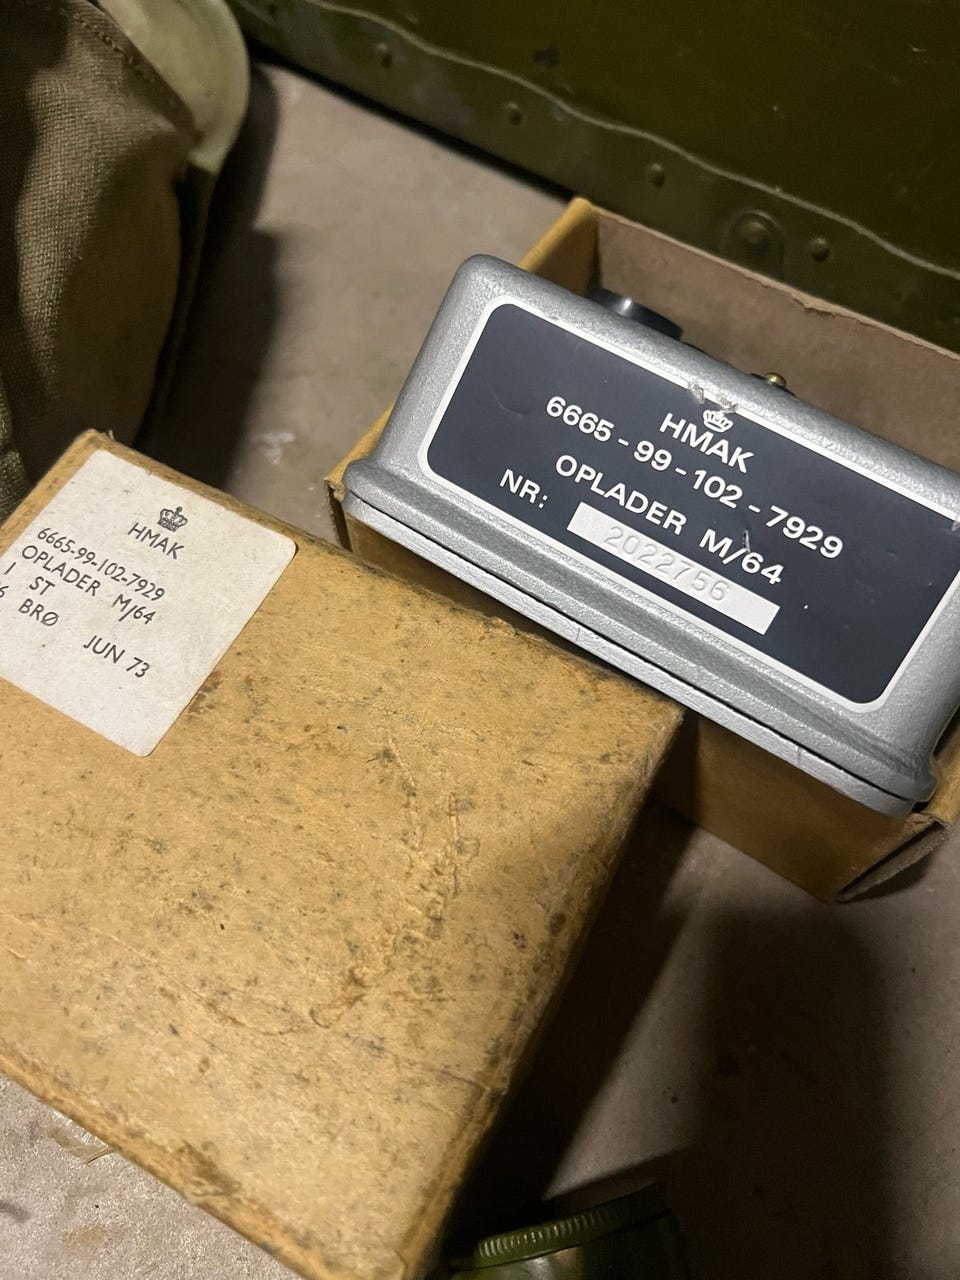 HMAK
6665-99-102-7929
OPLADER M/64
1 ST
6 BRØ JUN 73
HMAK
6665-99-102-7929
OPLADER M/64
NR: 2022756